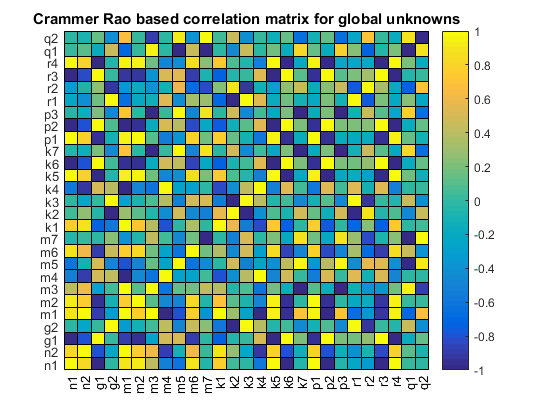 Crammer Rao based correlation matrix for global unknowns
q2
q1
r4
r3
r2
r1
p3
p2
p1
k7
k6
k5
k4
k3
k2
k1
m7
m6
m5
m4
m3
m2
m1
g2
g1
n2
n1
n1 n2 g1 g2 m1 m2 m3 m4 m5 m6 m7 k1 k2 k3 k4 k5 k6 k7 p1 p2 p3 r1 r2 r3 r4 q1 q2
1
0.8
0.6
0.4
0.2
0
-0.2
-0.4
-0.6
-0.8
-1